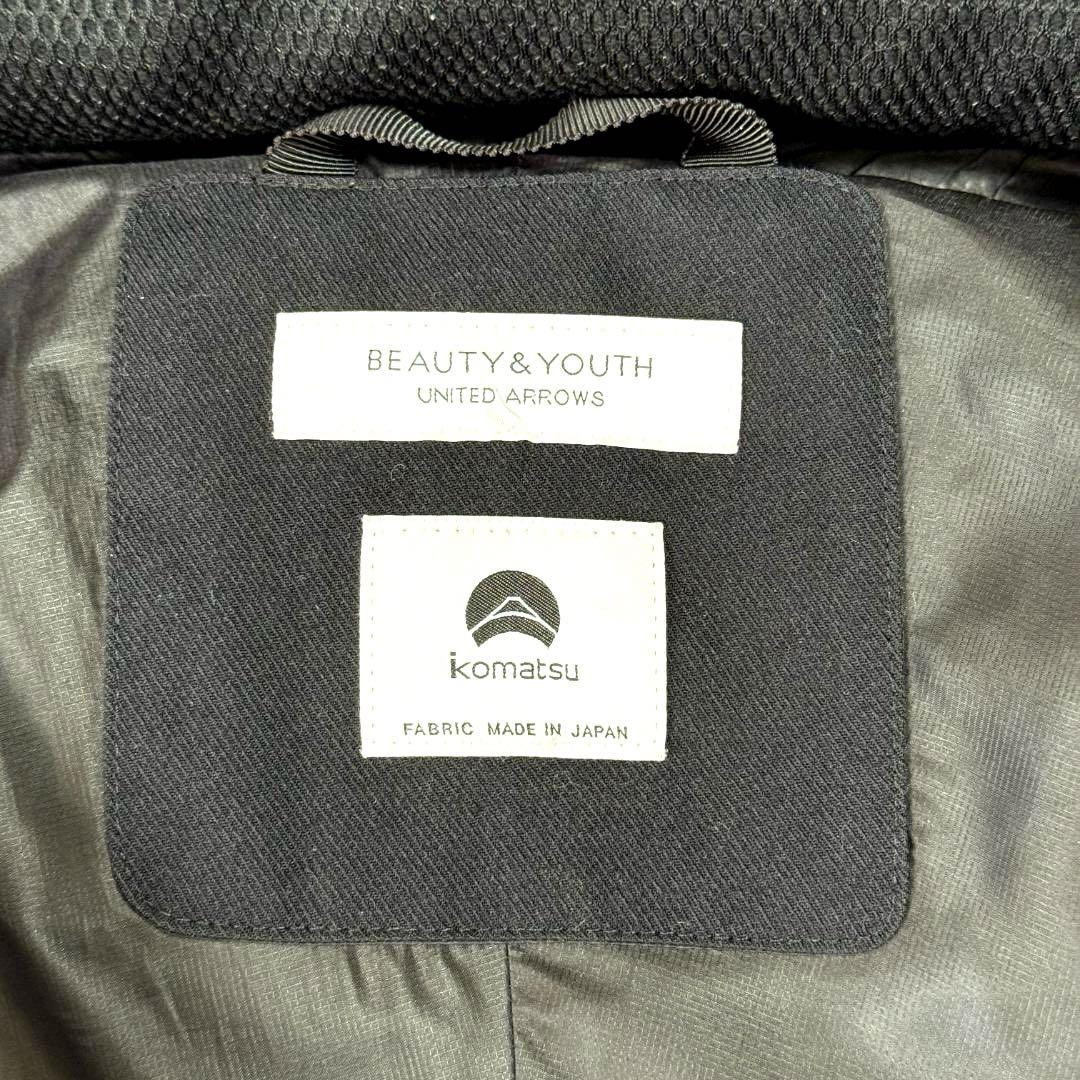 BEAUTY&YOUTH
UNITED ARROWS
komatsu
FABRIC MADE IN JAPAN